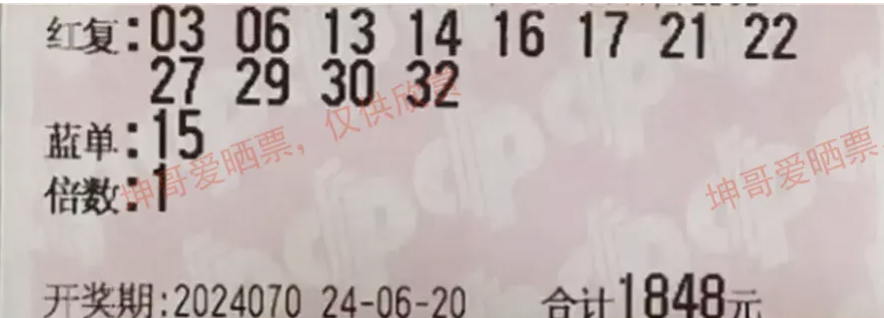 红复:03 06 13 14 16 17 21 22
27 29 30 32
蓝单:15
倍数:1
坤哥爱晒票，仅供欣赏
坤哥爱晒票
开奖期:2024070 24-06-20 合计1848元